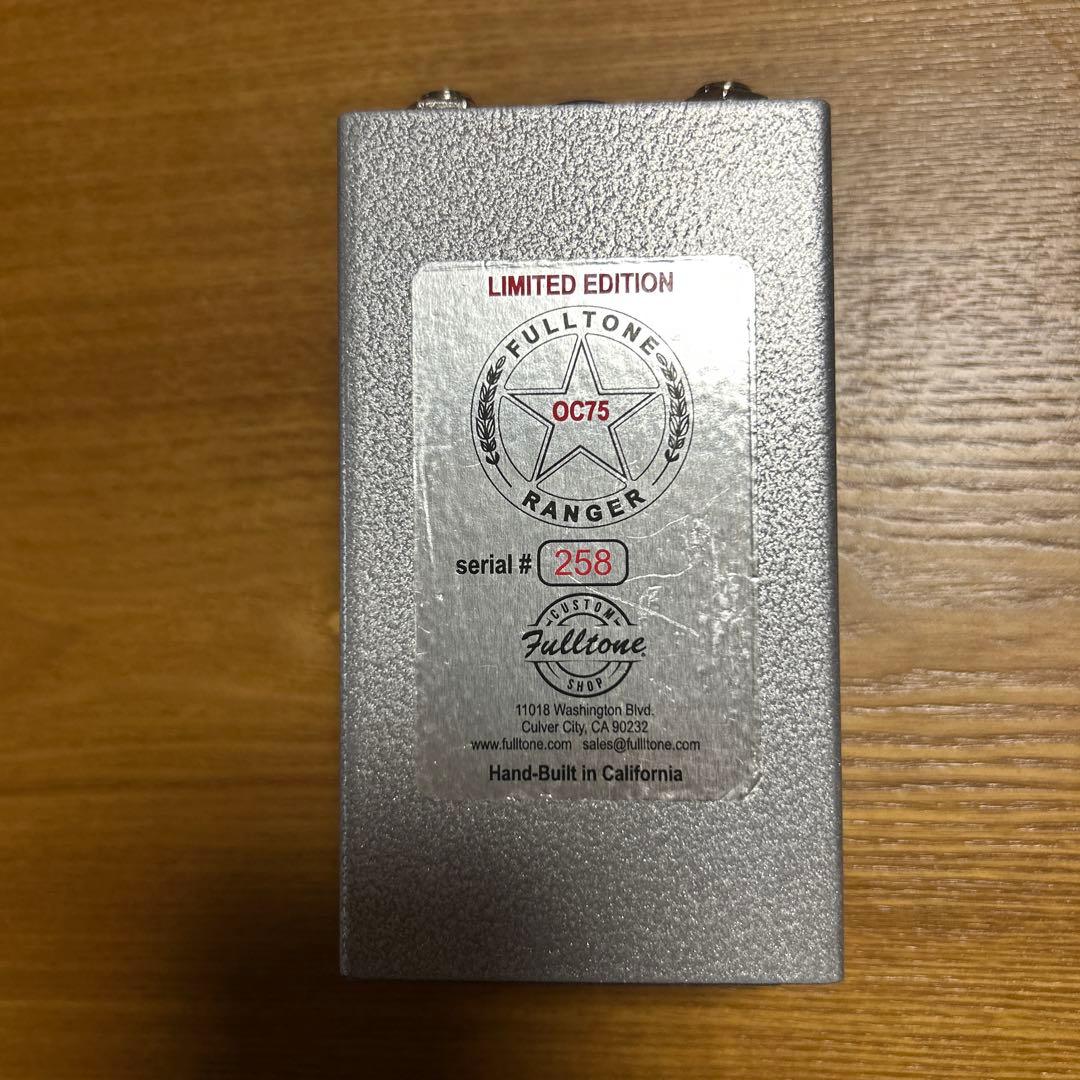 LIMITED EDITION
FULLTONE
OC75
RANGER
serial # 258
CUSTOM
Fulltone®
SHOP
11018 Washington Blvd.
Culver City, CA 90232
www.fulltone.com sales@fullltone.com
Hand-Built in California